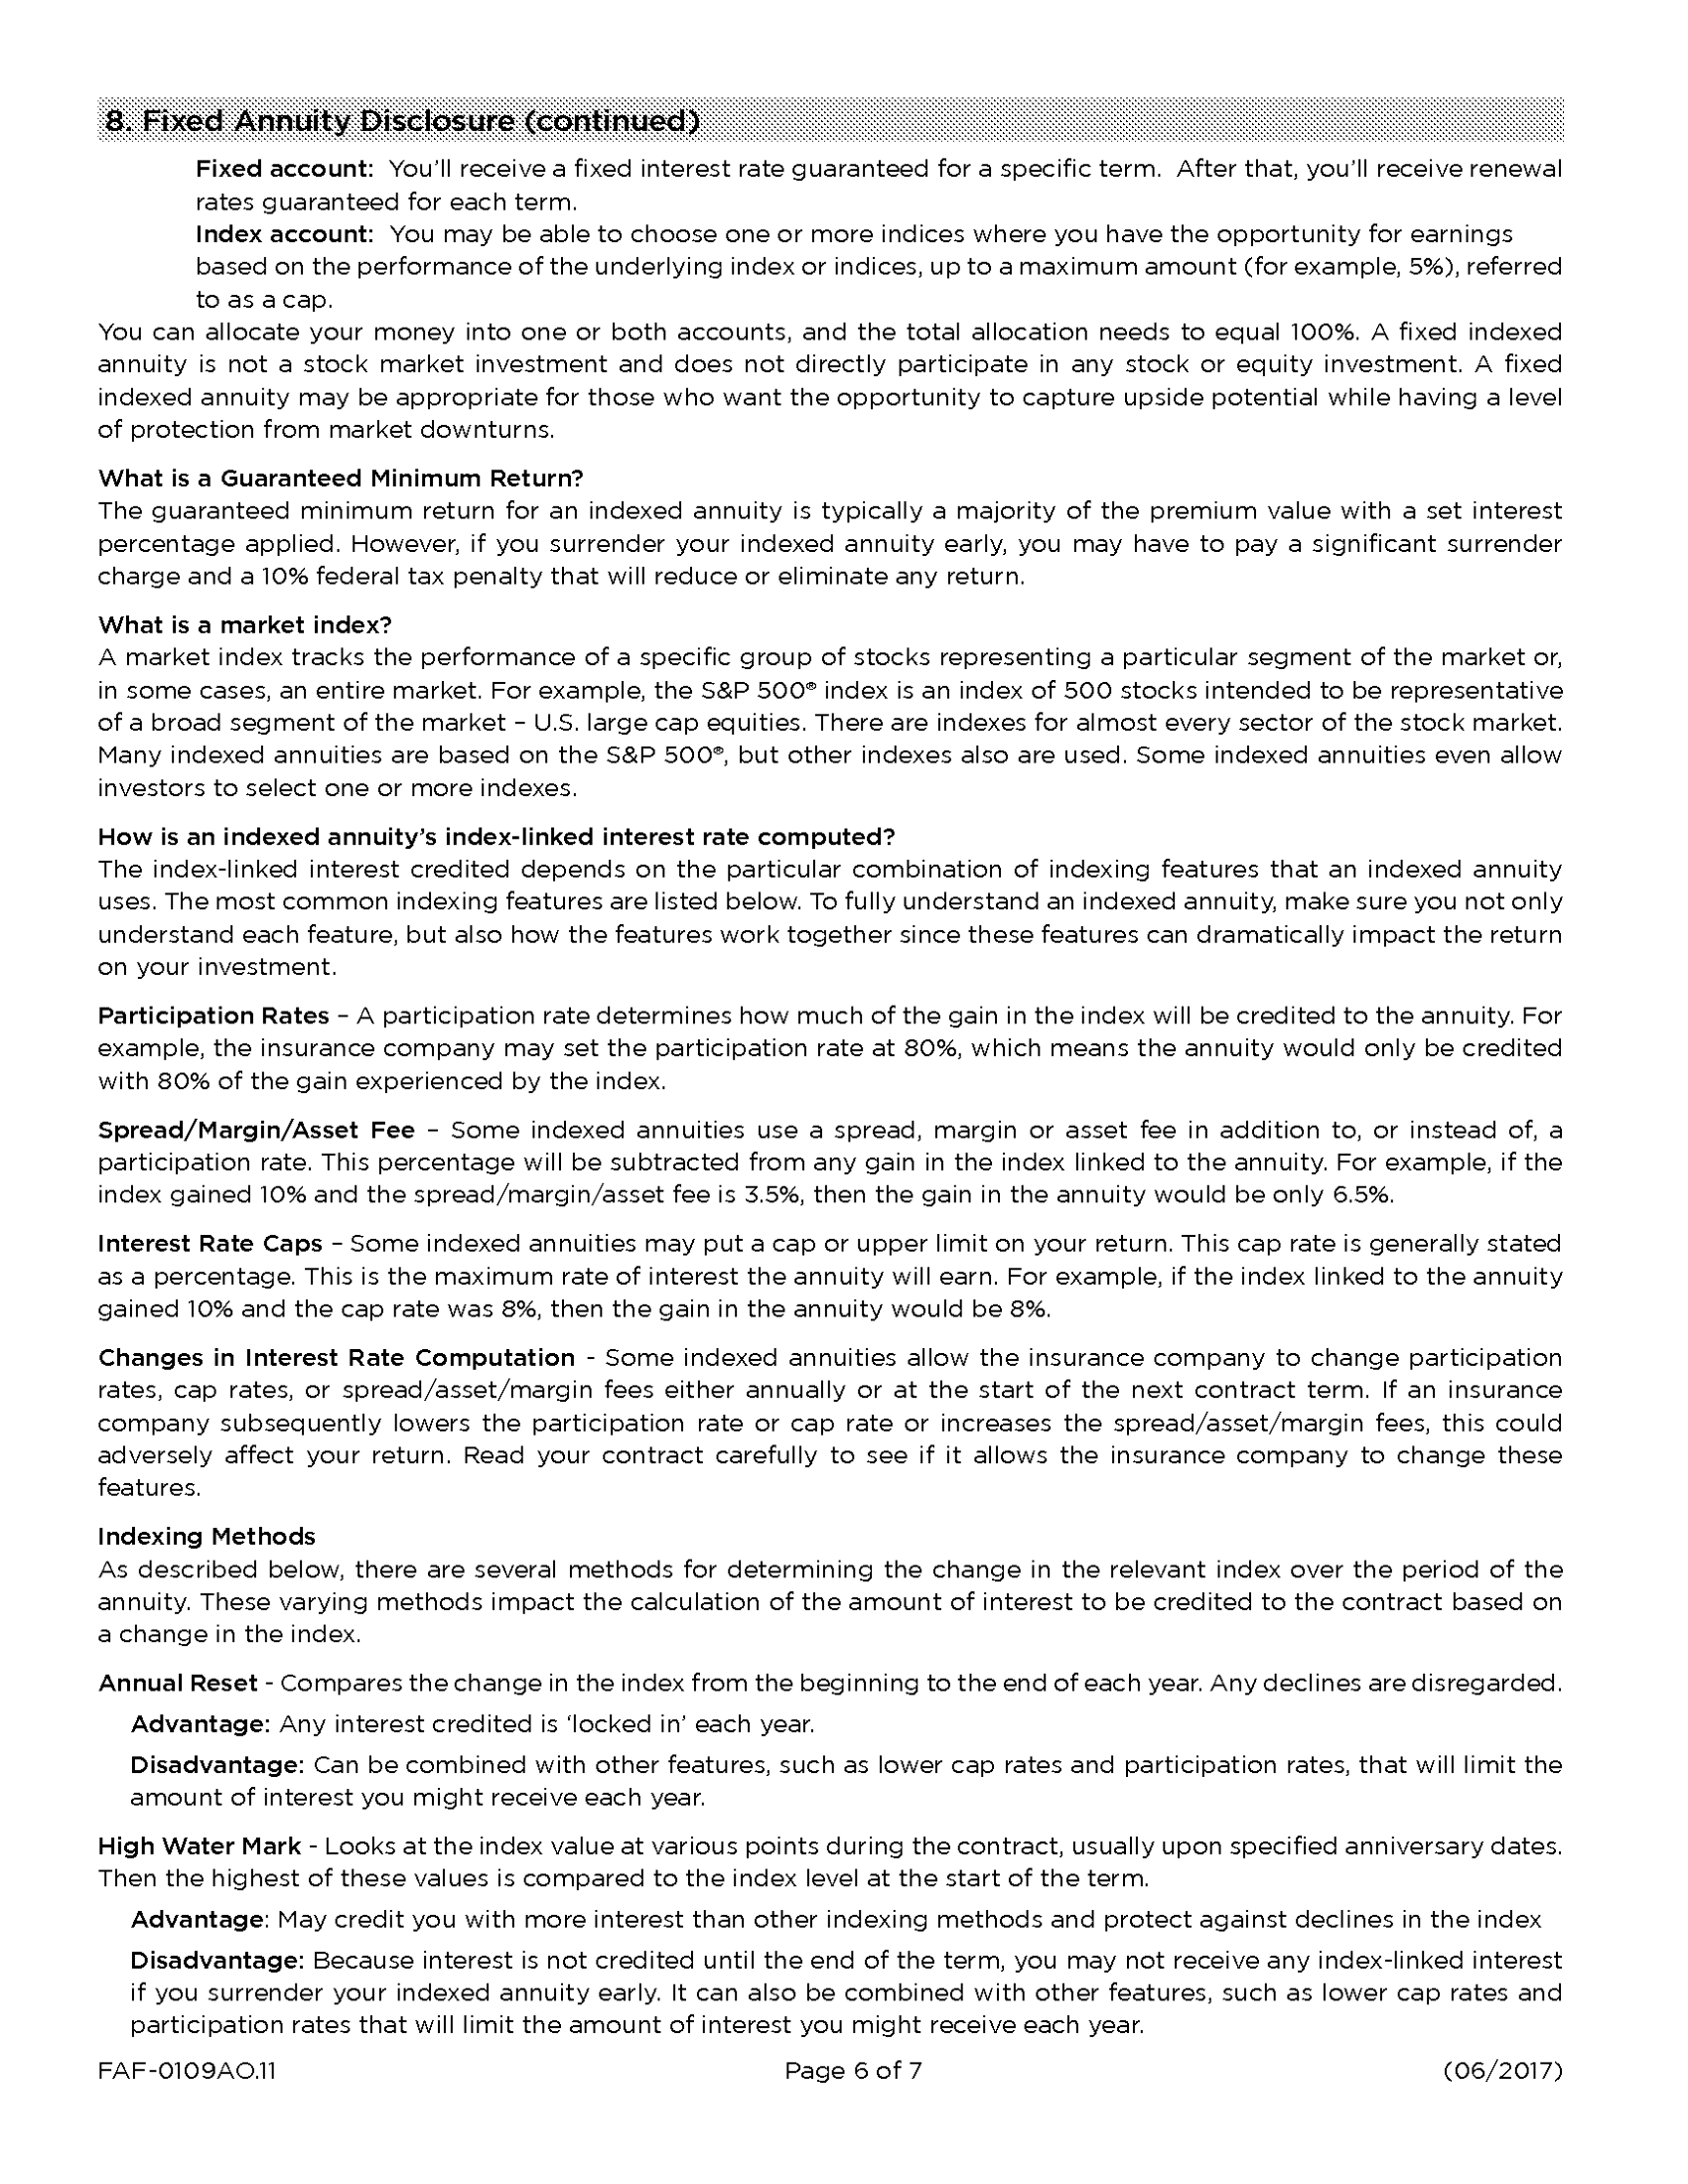 8. Fixed Annuity Disclosure (continued)
Fixed account:  You’ll receive a fixed interest rate guaranteed for a specific term.  After that, you’ll receive renewal
rates guaranteed for each term.
Index account:  You may be able to choose one or more indices where you have the opportunity for earnings
based on the performance of the underlying index or indices, up to a maximum amount (for example, 5%), referred
to as a cap.
You can allocate your money into one or both accounts, and the total allocation needs to equal 100%. A fixed indexed
annuity is not a stock market investment and does not directly participate in any stock or equity investment. A fixed
indexed annuity may be appropriate for those who want the opportunity to capture upside potential while having a level
of protection from market downturns.
What is a Guaranteed Minimum Return?
The guaranteed minimum return for an indexed annuity is typically a majority of the premium value with a set interest
percentage applied. However, if you surrender your indexed annuity early, you may have to pay a significant surrender
charge and a 10% federal tax penalty that will reduce or eliminate any return.
What is a market index?
A market index tracks the performance of a specific group of stocks representing a particular segment of the market or,
in some cases, an entire market. For example, the S&P 500® index is an index of 500 stocks intended to be representative
of a broad segment of the market – U.S. large cap equities. There are indexes for almost every sector of the stock market.
Many indexed annuities are based on the S&P 500®, but other indexes also are used. Some indexed annuities even allow
investors to select one or more indexes.
How is an indexed annuity’s index-linked interest rate computed?
The index-linked interest credited depends on the particular combination of indexing features that an indexed annuity
uses. The most common indexing features are listed below. To fully understand an indexed annuity, make sure you not only
understand each feature, but also how the features work together since these features can dramatically impact the return
on your investment.
Participation Rates – A participation rate determines how much of the gain in the index will be credited to the annuity. For
example, the insurance company may set the participation rate at 80%, which means the annuity would only be credited
with 80% of the gain experienced by the index.
Spread/Margin/Asset Fee – Some indexed annuities use a spread, margin or asset fee in addition to, or instead of, a
participation rate. This percentage will be subtracted from any gain in the index linked to the annuity. For example, if the
index gained 10% and the spread/margin/asset fee is 3.5%, then the gain in the annuity would be only 6.5%.
Interest Rate Caps – Some indexed annuities may put a cap or upper limit on your return. This cap rate is generally stated
as a percentage. This is the maximum rate of interest the annuity will earn. For example, if the index linked to the annuity
gained 10% and the cap rate was 8%, then the gain in the annuity would be 8%.
Changes in Interest Rate Computation - Some indexed annuities allow the insurance company to change participation
rates, cap rates, or spread/asset/margin fees either annually or at the start of the next contract term. If an insurance
company subsequently lowers the participation rate or cap rate or increases the spread/asset/margin fees, this could
adversely affect your return. Read your contract carefully to see if it allows the insurance company to change these
features.
Indexing Methods
As described below, there are several methods for determining the change in the relevant index over the period of the
annuity. These varying methods impact the calculation of the amount of interest to be credited to the contract based on
a change in the index.
Annual Reset - Compares the change in the index from the beginning to the end of each year. Any declines are disregarded.
Advantage: Any interest credited is ‘locked in’ each year.
Disadvantage: Can be combined with other features, such as lower cap rates and participation rates, that will limit the
amount of interest you might receive each year.
High Water Mark - Looks at the index value at various points during the contract, usually upon specified anniversary dates.
Then the highest of these values is compared to the index level at the start of the term.
Advantage: May credit you with more interest than other indexing methods and protect against declines in the index
Disadvantage: Because interest is not credited until the end of the term, you may not receive any index-linked interest
if you surrender your indexed annuity early. It can also be combined with other features, such as lower cap rates and
participation rates that will limit the amount of interest you might receive each year.
FAF-0109AO.11 Page 6 of 7 (06/2017)